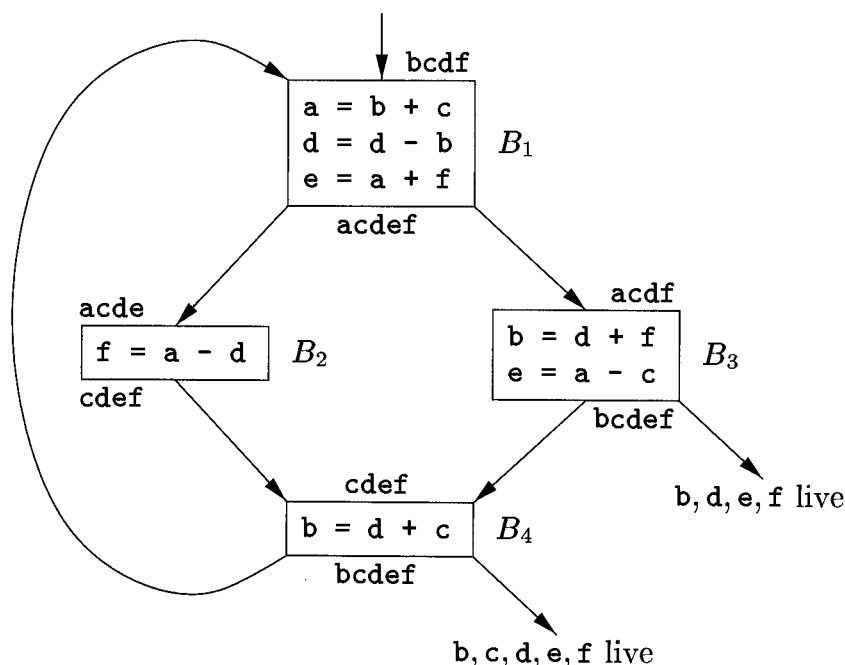 bcdf
a = b + c
d = d - b
e = a + f
B1
acdef
acde
f = a - d
B2
cdef
acdf
b = d + f
e = a - c
B3
bcdef
b, d, e, f live
cdef
b = d + c
B4
bcdef
b, c, d, e, f live